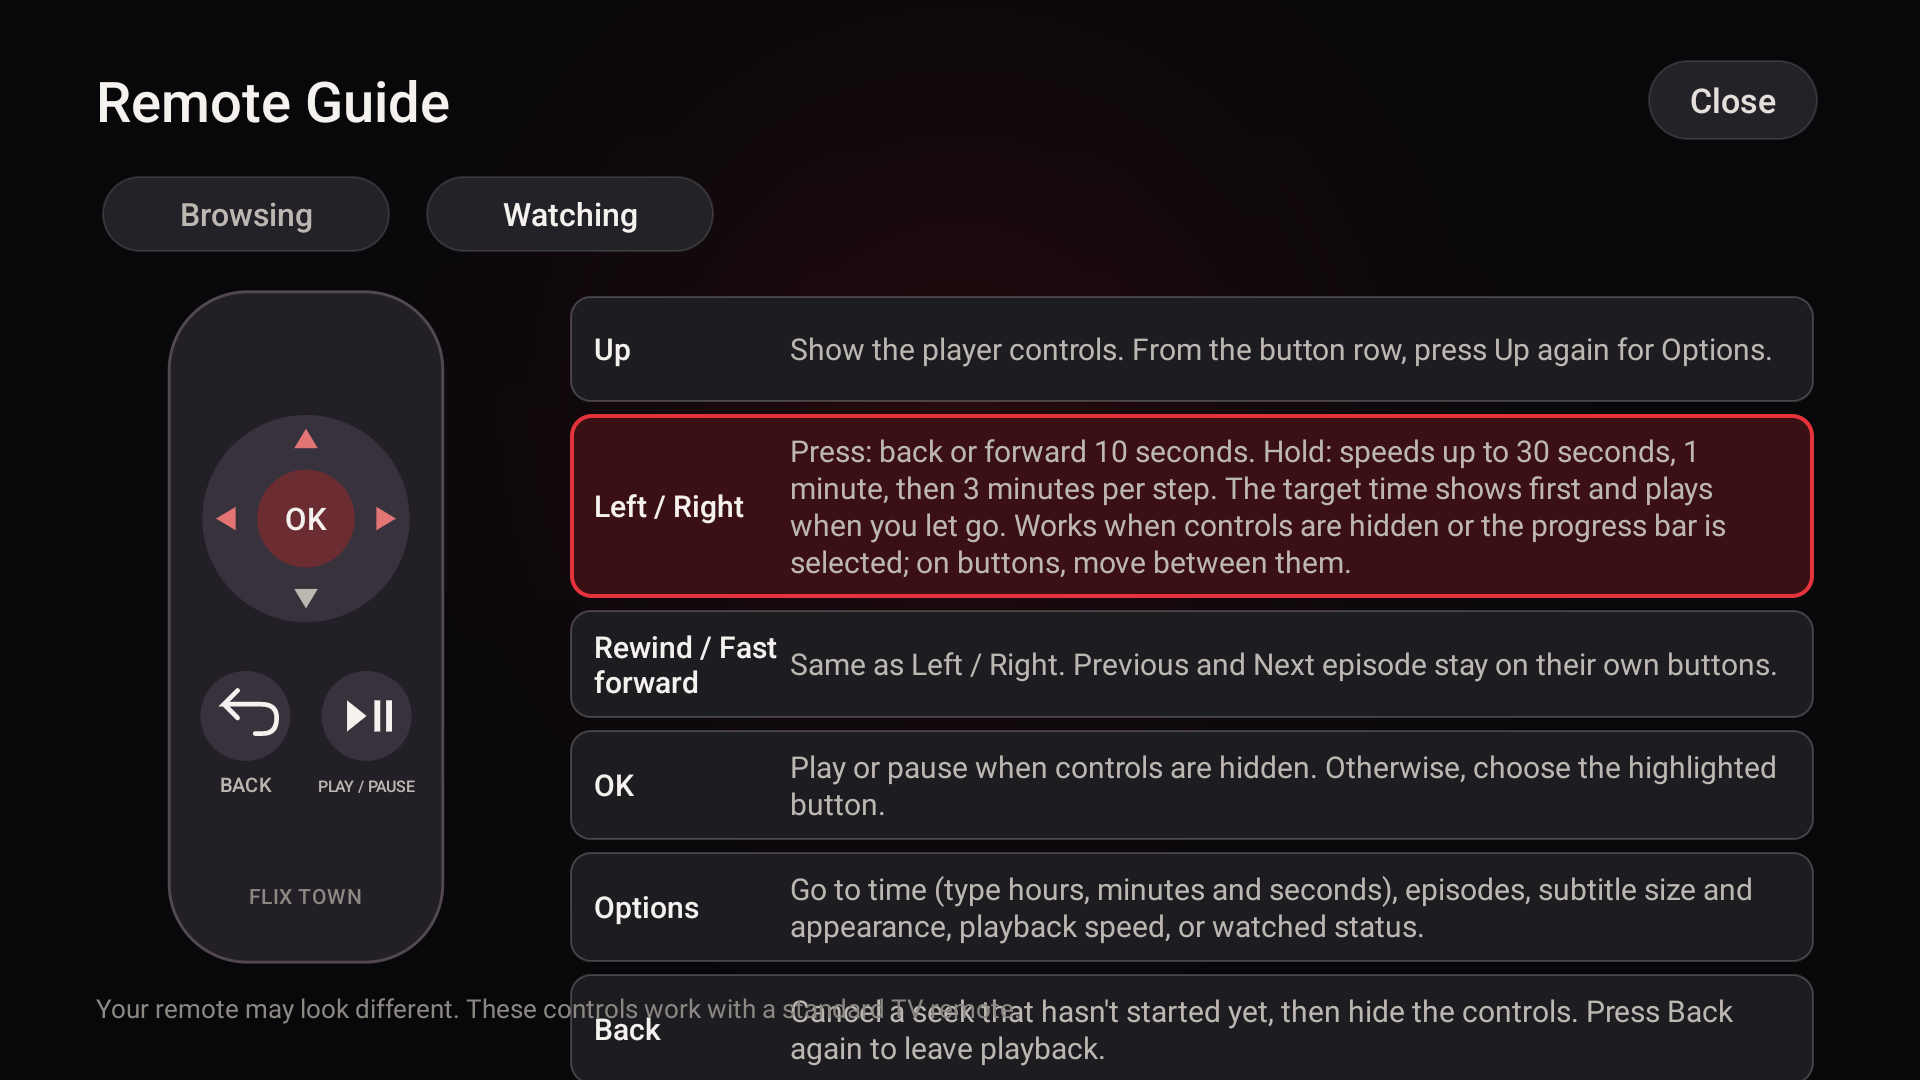 Remote Guide
Close
Browsing
Watching
Up
Show the player controls. From the button row, press Up again for Options.
Left / Right
Press: back or forward 10 seconds. Hold: speeds up to 30 seconds, 1
minute, then 3 minutes per step. The target time shows first and plays
when you let go. Works when controls are hidden or the progress bar is
selected; on buttons, move between them.
Rewind / Fast
forward
Same as Left / Right. Previous and Next episode stay on their own buttons.
OK
Play or pause when controls are hidden. Otherwise, choose the highlighted
button.
Options
Go to time (type hours, minutes and seconds), episodes, subtitle size and
appearance, playback speed, or watched status.
Back
Cancel a seek that hasn't started yet, then hide the controls. Press Back
again to leave playback.
OK
BACK
PLAY / PAUSE
FLIX TOWN
Your remote may look different. These controls work with a standard TV remote.